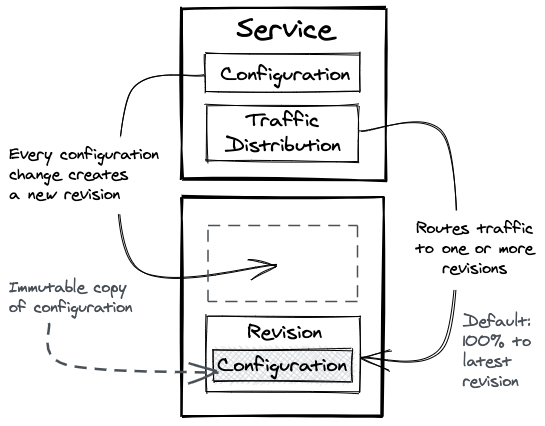 Service
Configuration
Traffic
Distribution
Every configuration
change creates
a new revision
Routes traffic
to one or more
revisions
Immutable copy
of configuration
Default:
100% to
latest
revision
Revision
Configuration